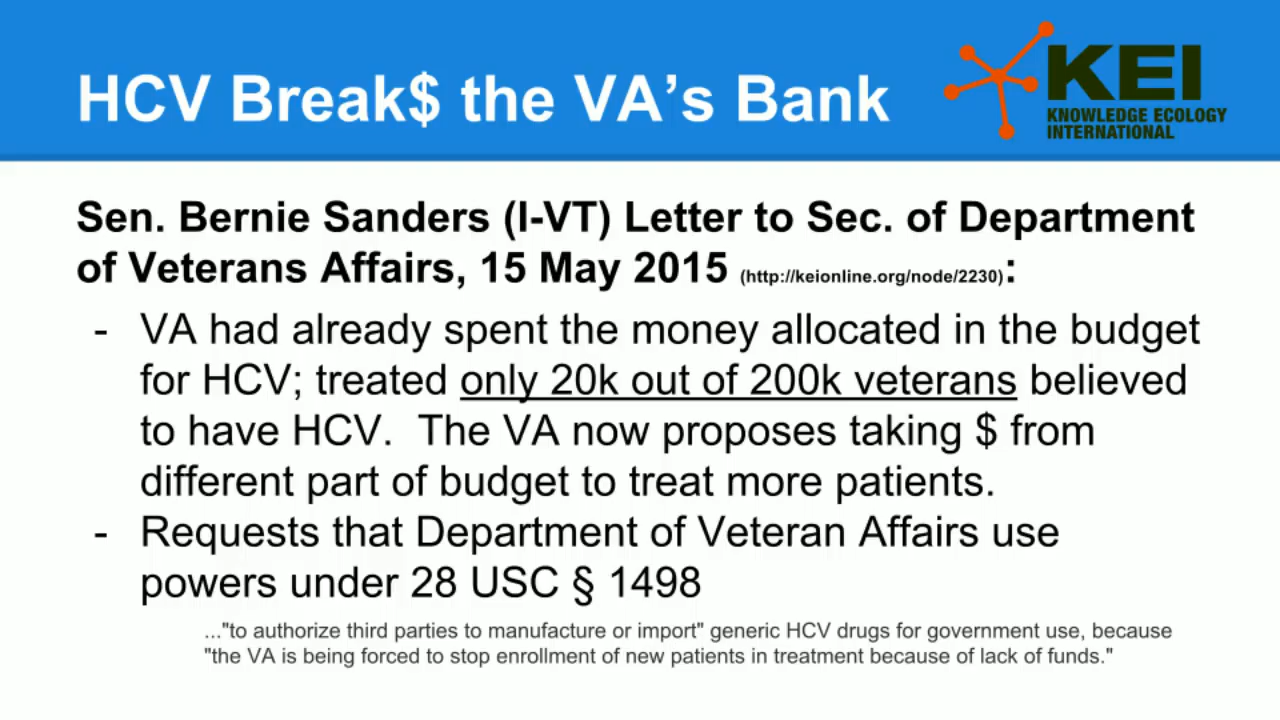 HCV Break$ the VA's Bank
KEI
KNOWLEDGE ECOLOGY
INTERNATIONAL
Sen. Bernie Sanders (I-VT) Letter to Sec. of Department
of Veterans Affairs, 15 May 2015 (http://keionline.org/node/2230):
- VA had already spent the money allocated in the budget
for HCV; treated only 20k out of 200k veterans believed
to have HCV.  The VA now proposes taking $ from
different part of budget to treat more patients.
- Requests that Department of Veteran Affairs use
powers under 28 USC § 1498
..."to authorize third parties to manufacture or import" generic HCV drugs for government use, because
"the VA is being forced to stop enrollment of new patients in treatment because of lack of funds."